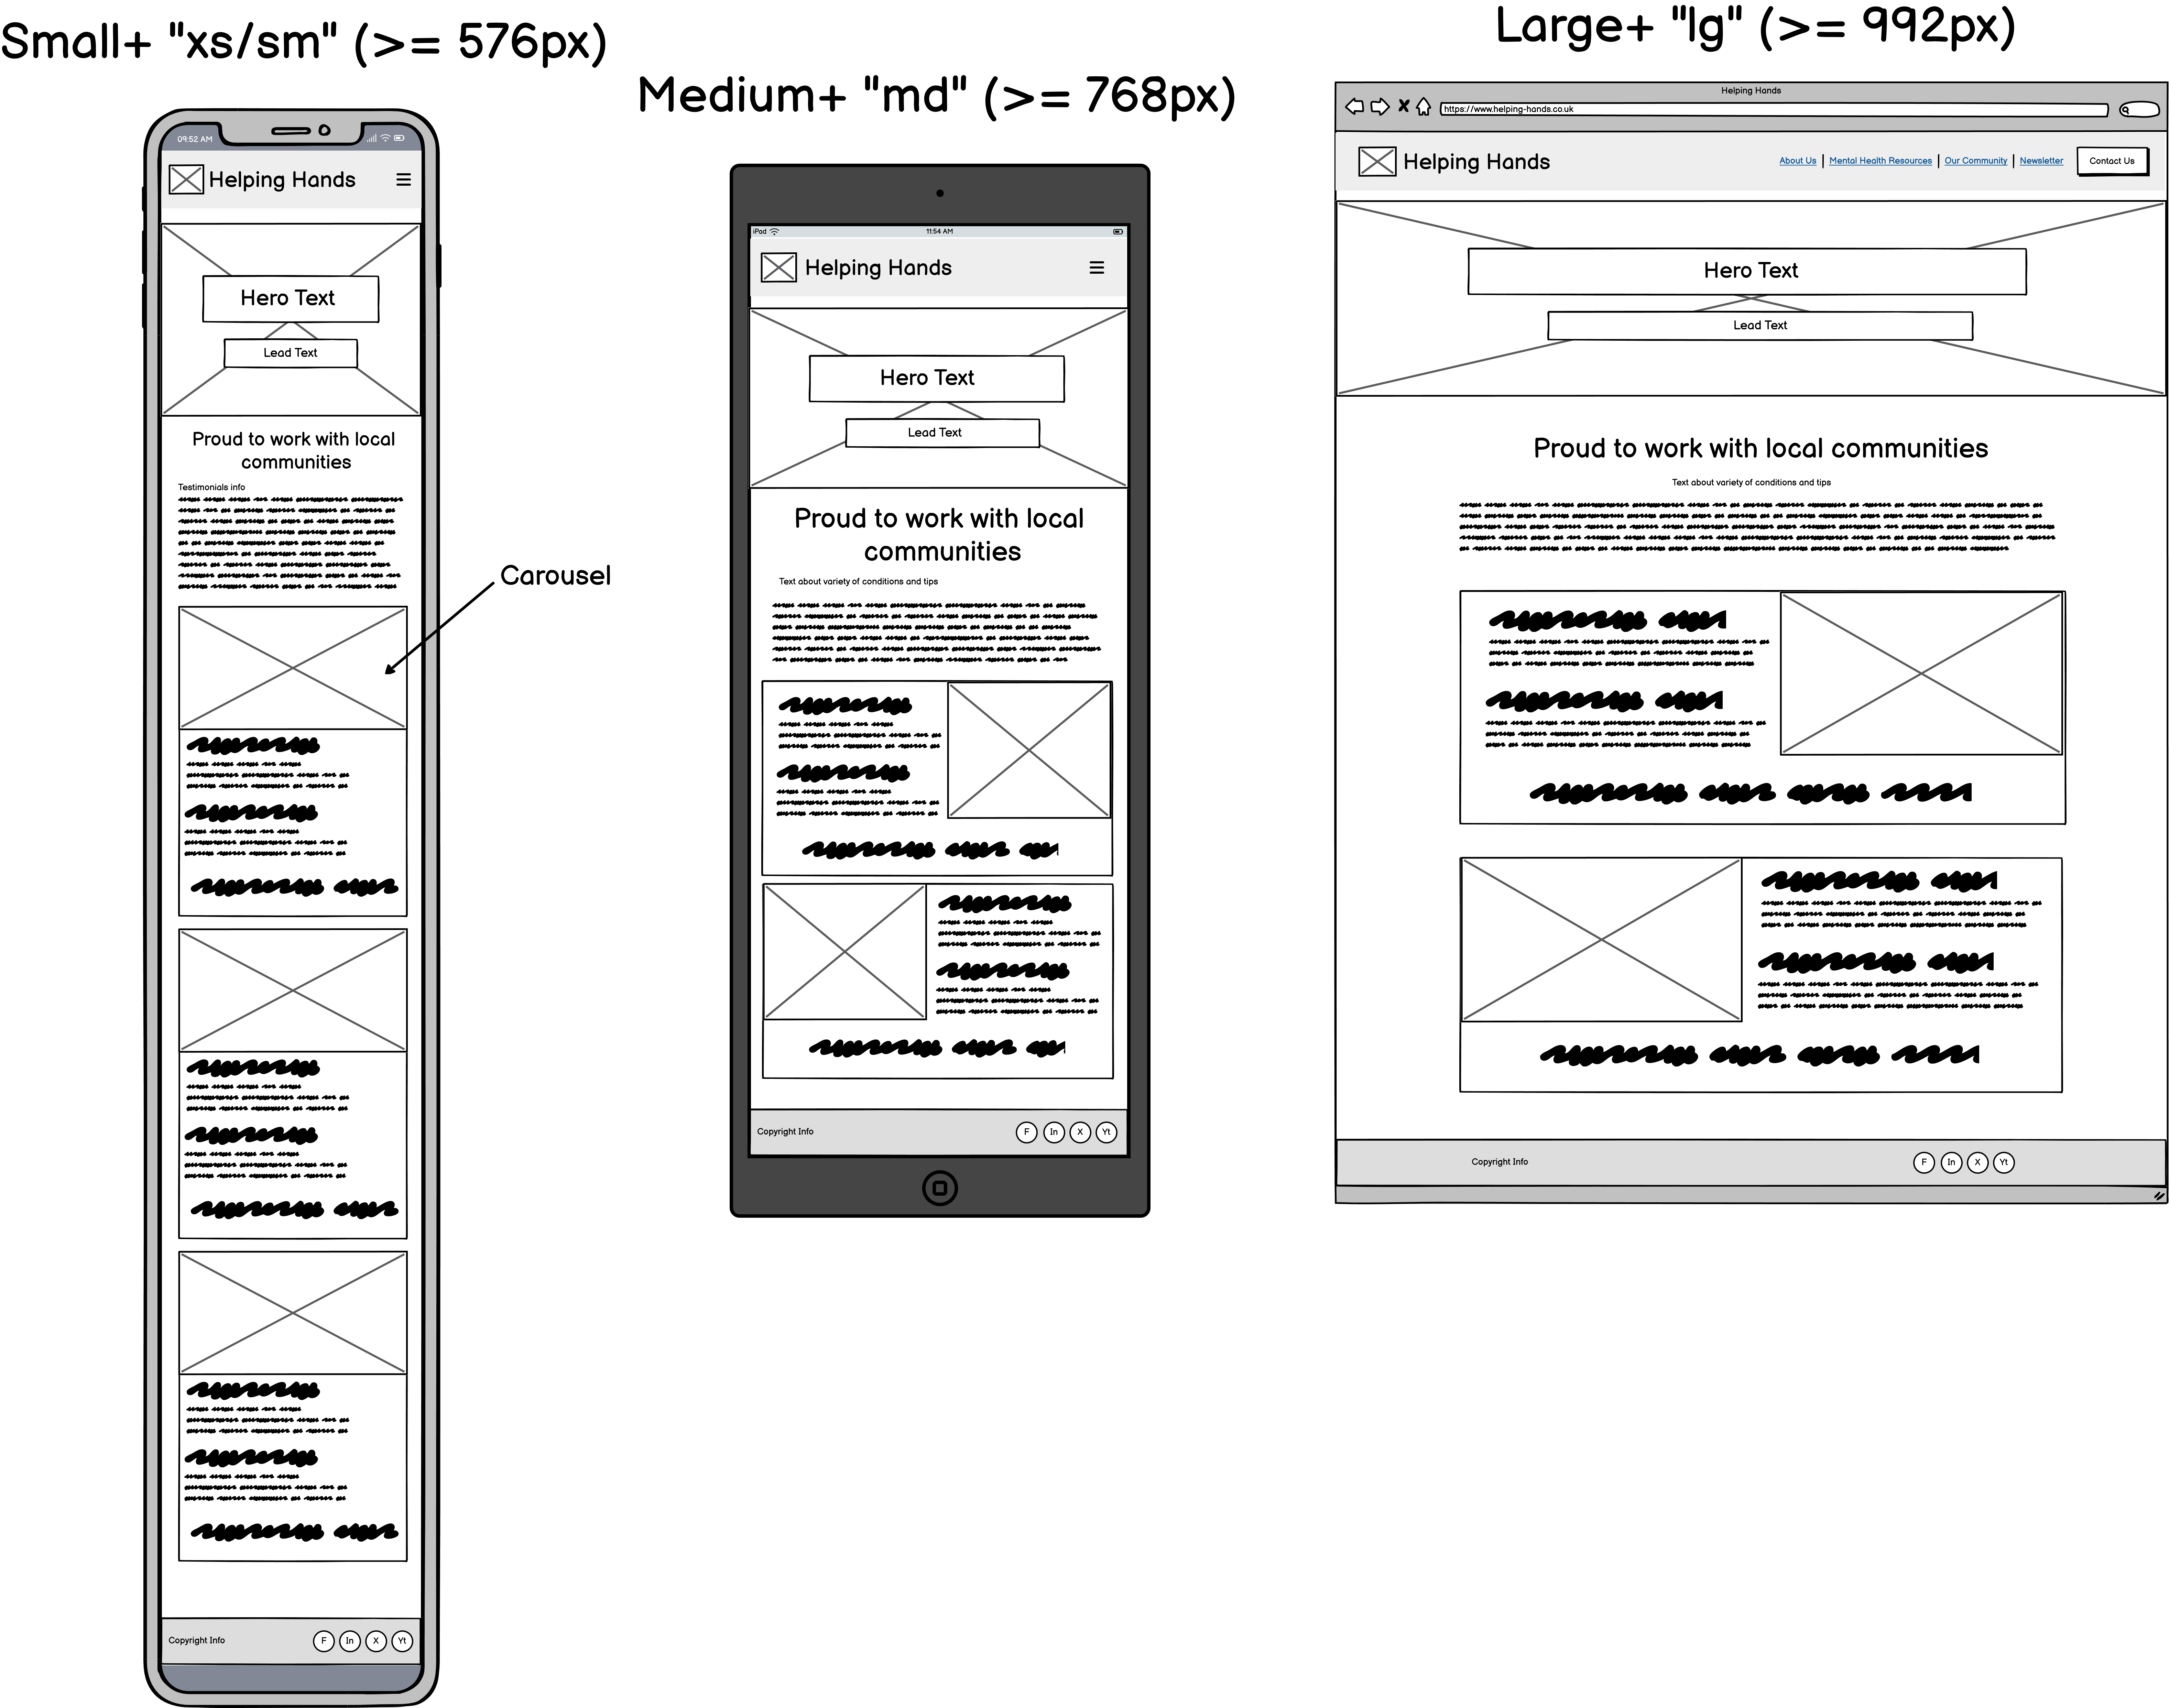 Small+ "xs/sm" (>= 576px)
09:52 AM
Helping Hands
Hero Text
Lead Text
Proud to work with local
communities
Testimonials info
Carousel
Copyright Info
F In X Yt
Medium+ "md" (>= 768px)
iPad 11:54 AM
Helping Hands
Hero Text
Lead Text
Proud to work with local
communities
Text about variety of conditions and tips
Copyright Info
F In X Yt
Large+ "lg" (>= 992px)
Helping Hands
https://www.helping-hands.co.uk
Helping Hands
About Us | Mental Health Resources | Our Community | Newsletter
Contact Us
Hero Text
Lead Text
Proud to work with local communities
Text about variety of conditions and tips
Copyright Info
F In X Yt